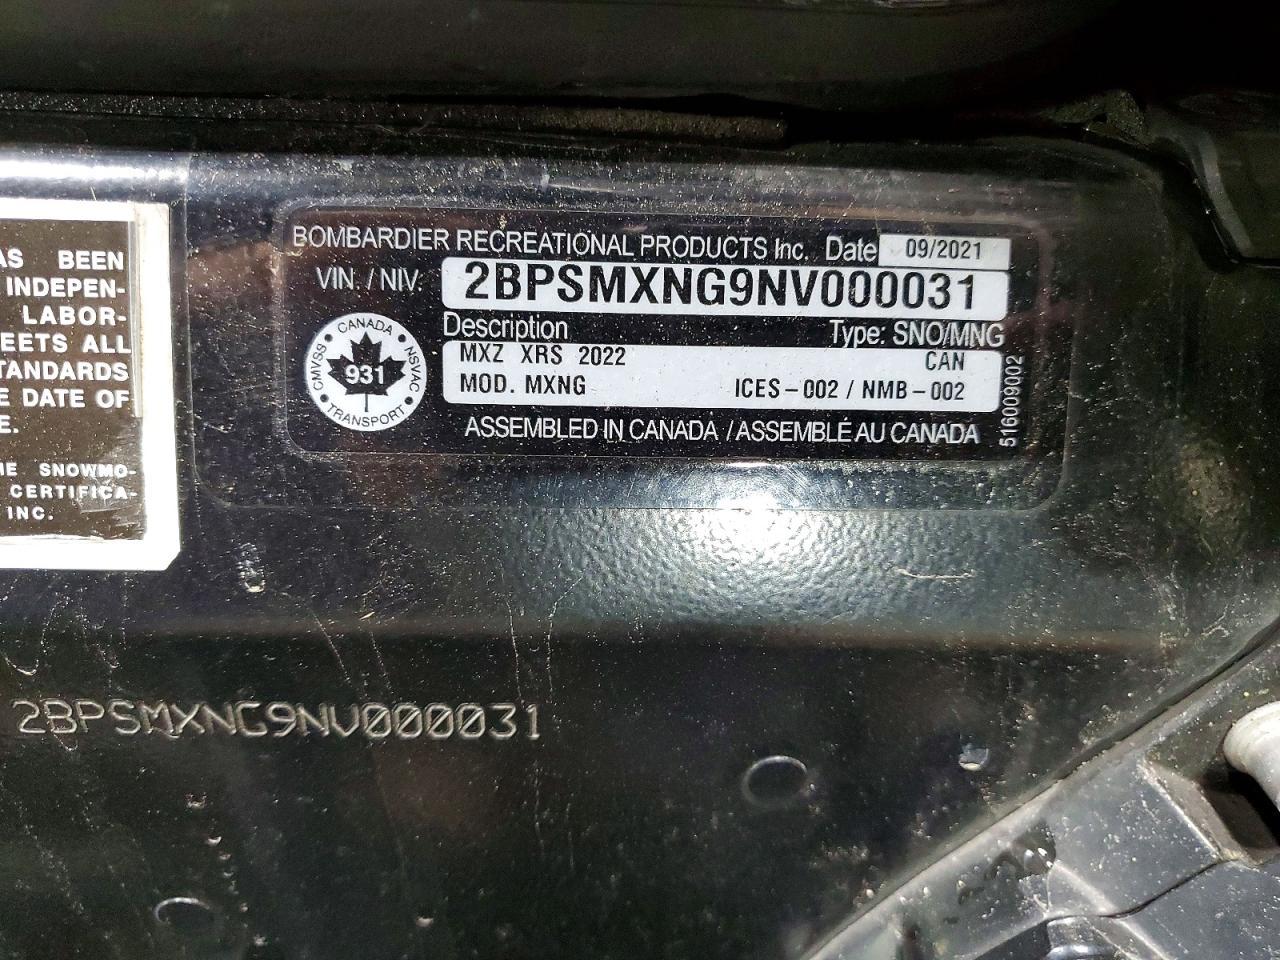 AS BEEN
INDEPEN-
LABOR-
EETS ALL
TANDARDS
E DATE OF
E.
HE SNOWMO-
CERTIFICA-
INC.
BOMBARDIER RECREATIONAL PRODUCTS Inc. Date 09/2021
VIN. / NIV. 2BPSMXNG9NV000031
Description Type: SNO/MNG
MXZ XRS 2022 CAN
MOD. MXNG ICES-002 / NMB-002
ASSEMBLED IN CANADA / ASSEMBLÉ AU CANADA
516009002
CANADA
CMVSS 931 NSVAC
TRANSPORT
2BPSMXNG9NV000031